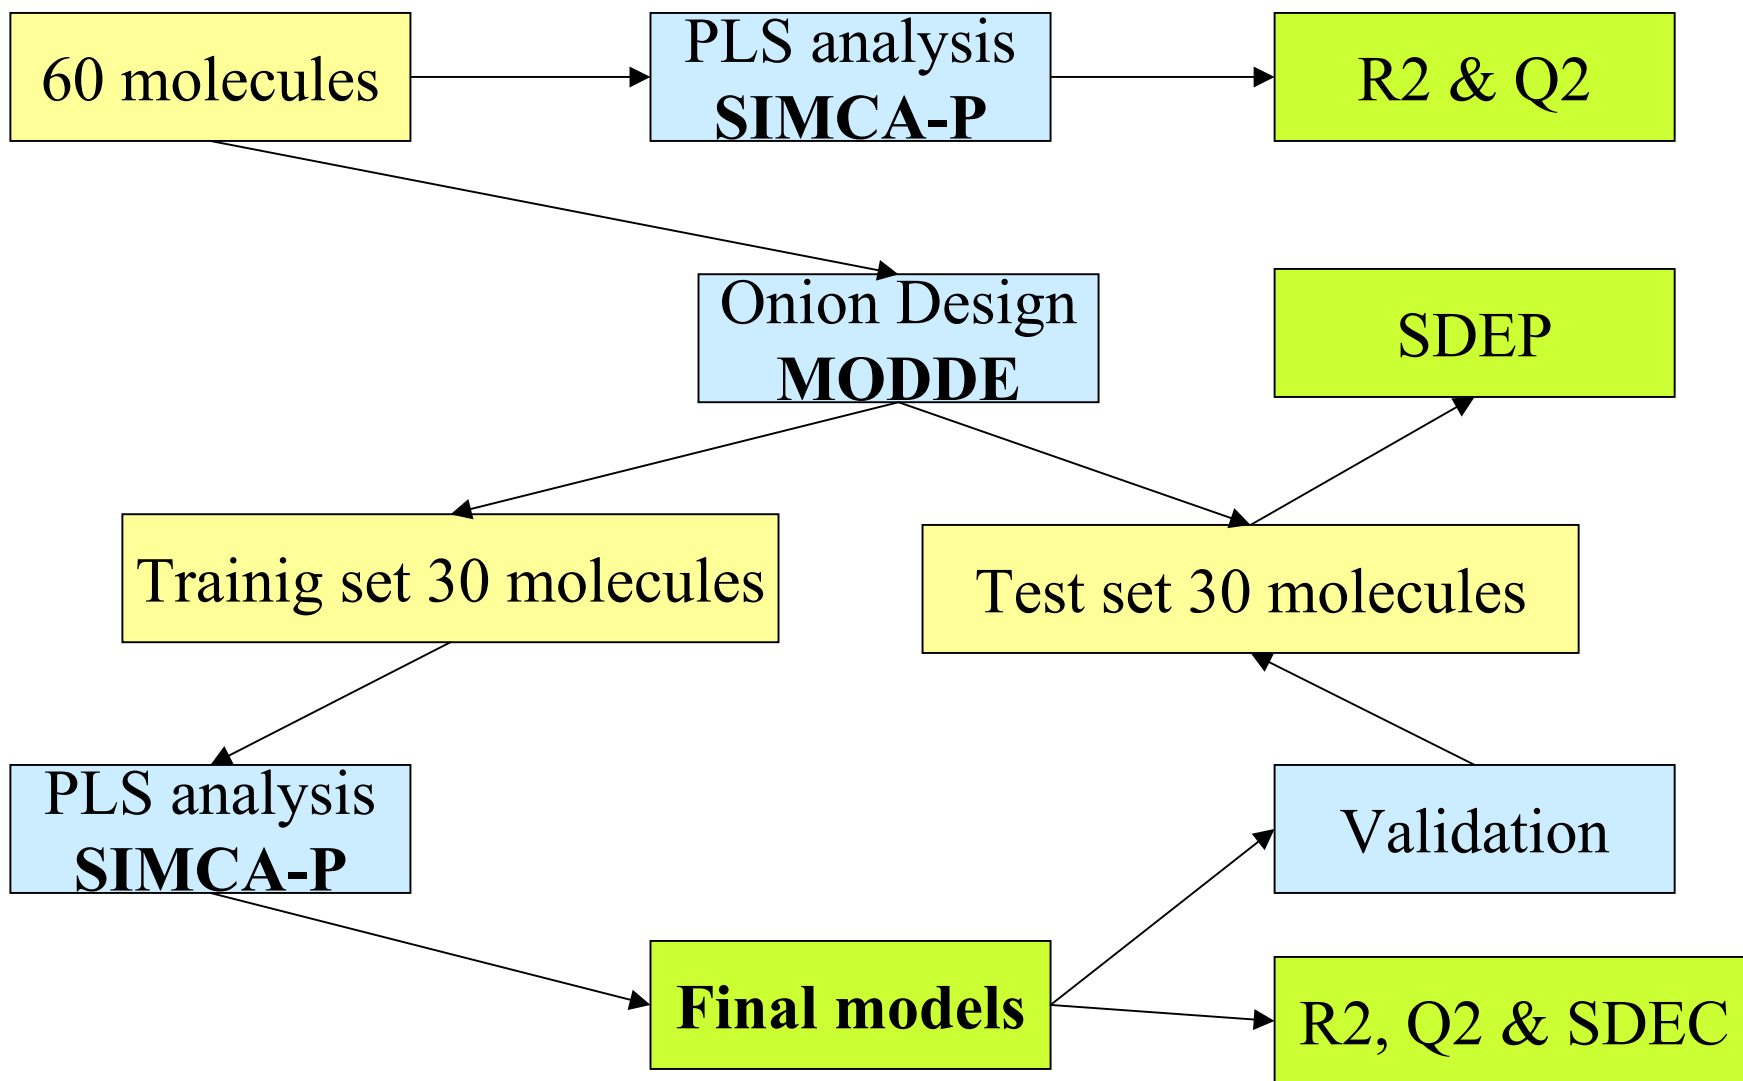 60 molecules
PLS analysis
SIMCA-P
R2 & Q2
Onion Design
MODDE
SDEP
Trainig set 30 molecules
Test set 30 molecules
PLS analysis
SIMCA-P
Validation
Final models
R2, Q2 & SDEC